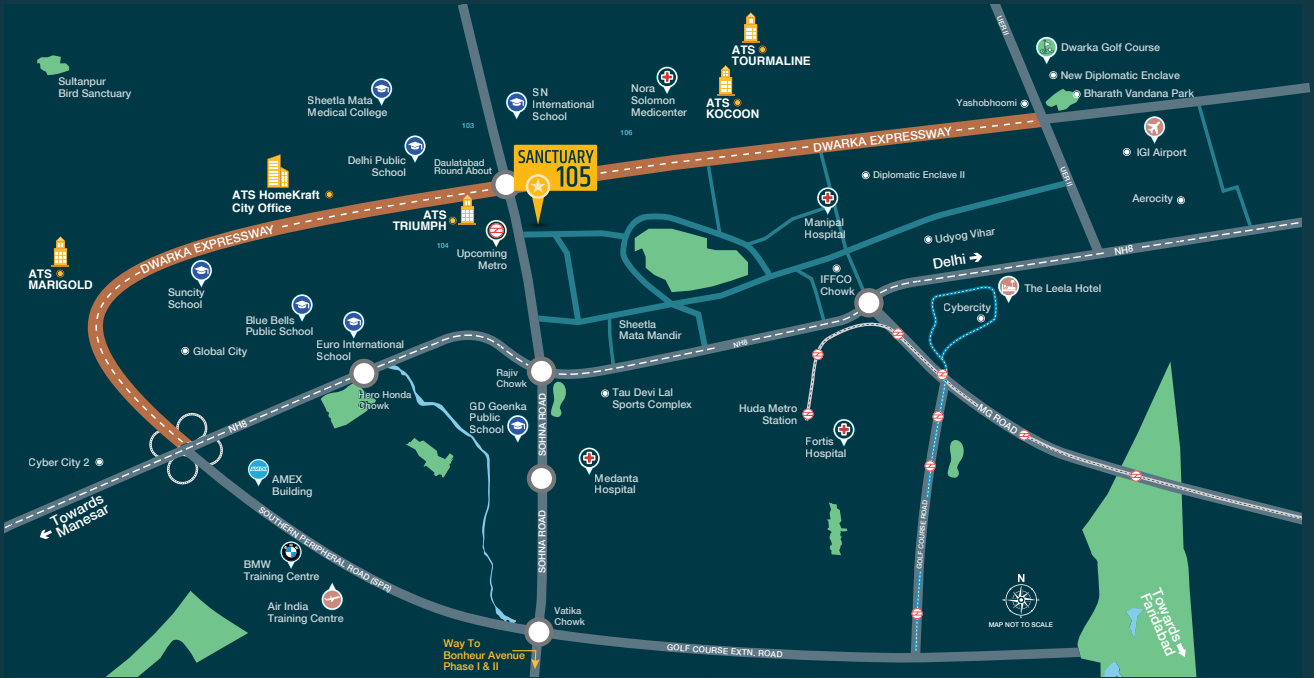 Sultanpur
Bird Sanctuary
Sheetla Mata
Medical College
103
SN
International
School
Nora
Solomon
Medicenter
106
ATS
TOURMALINE
ATS
KOCOON
UER II
Dwarka Golf Course
New Diplomatic Enclave
Bharath Vandana Park
Yashobhoomi
IGI Airport
Aerocity
UER II
DWARKA EXPRESSWAY
Delhi Public
School
Daulatabad
Round About
SANCTUARY
105
Diplomatic Enclave II
ATS HomeKraft
City Office
ATS
TRIUMPH
104
Upcoming
Metro
Manipal
Hospital
Udyog Vihar
Delhi
NH8
DWARKA EXPRESSWAY
ATS
MARIGOLD
Suncity
School
Blue Bells
Public School
Euro International
School
Global City
IFFCO
Chowk
The Leela Hotel
Cybercity
Sheetla
Mata Mandir
NH8
Rajiv
Chowk
Hero Honda
Chowk
NH8
GD Goenka
Public
School
SOHNA ROAD
Tau Devi Lal
Sports Complex
Huda Metro
Station
Fortis
Hospital
MG ROAD
Cyber City 2
AMEX
AMEX
Building
Medanta
Hospital
Towards
Manesar
SOUTHERN PERIPHERAL ROAD (SPR)
SOHNA ROAD
GOLF COURSE ROAD
BMW
Training Centre
Air India
Training Centre
Vatika
Chowk
Way To
Bonheur Avenue
Phase I & II
GOLF COURSE EXTN. ROAD
N
MAP NOT TO SCALE
Towards
Faridabad